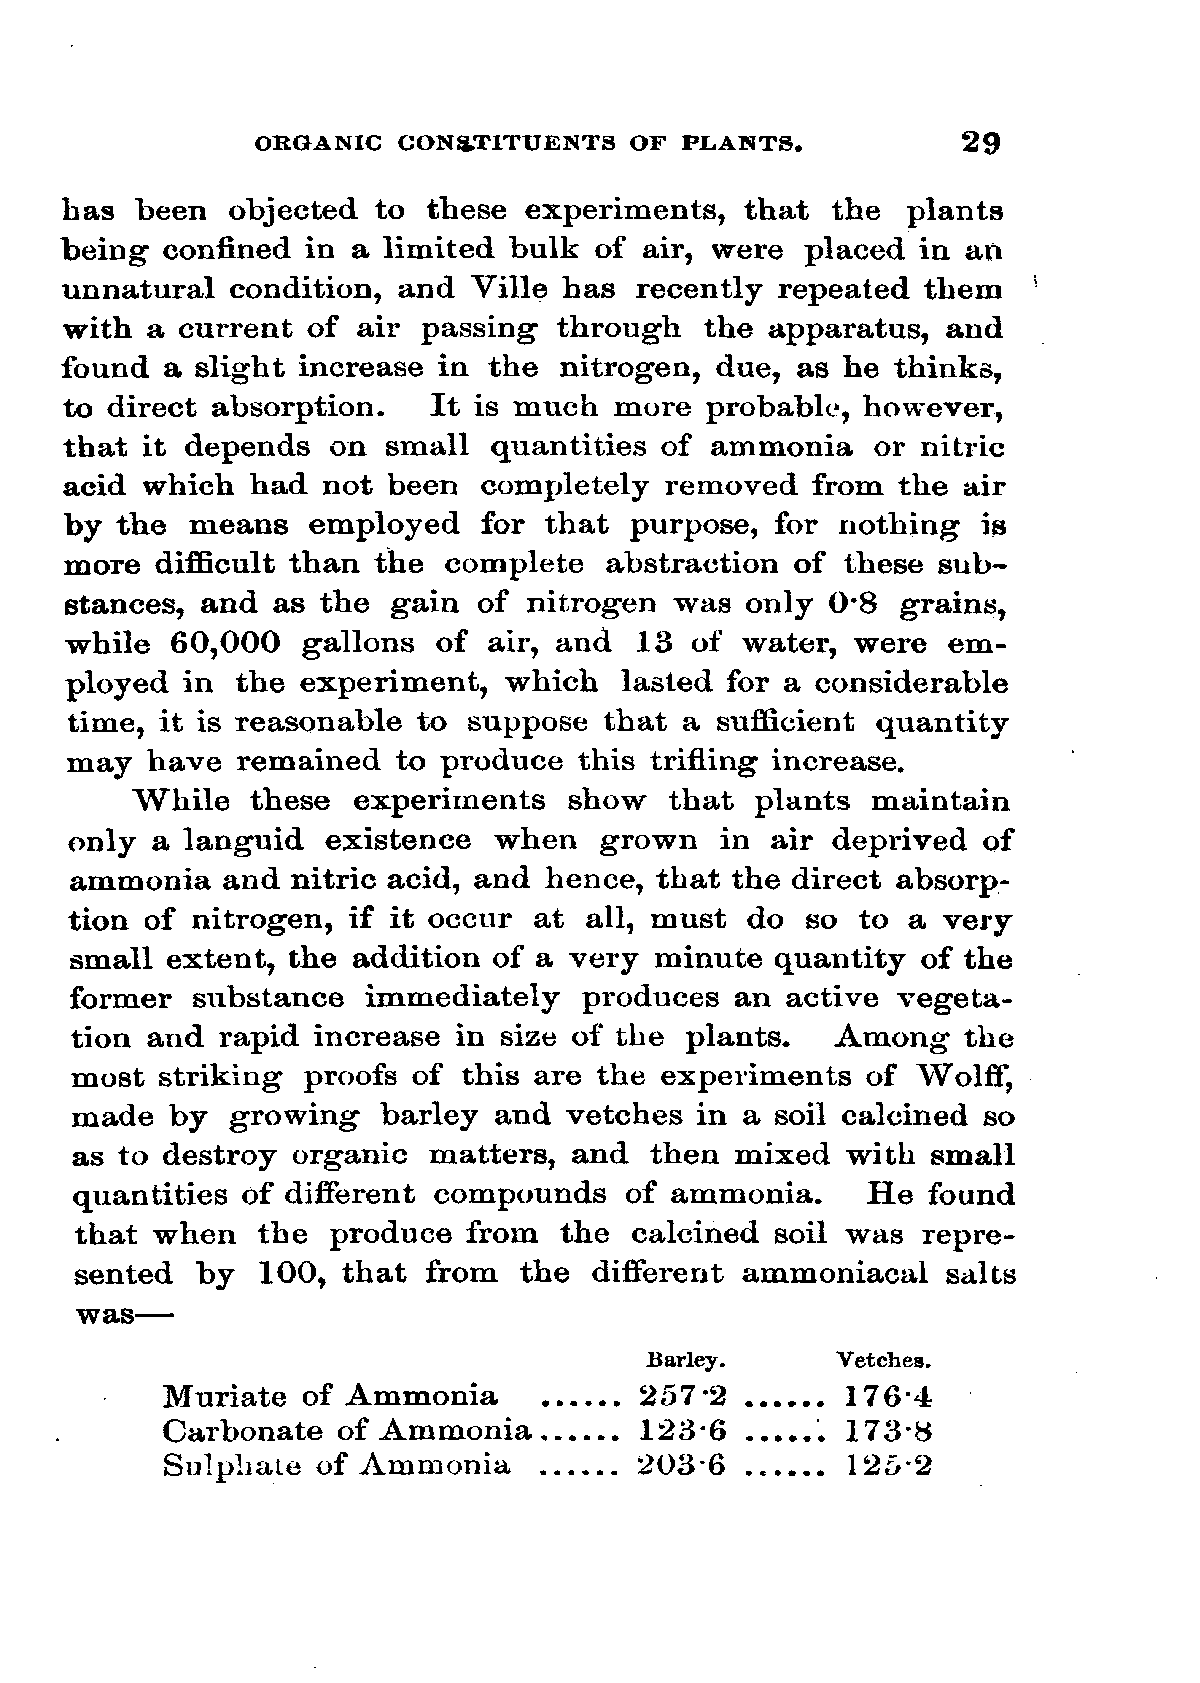 ORGANIC CONSTITUENTS OF PLANTS. 29
has been objected to these experiments, that the plants
being confined in a limited bulk of air, were placed in an
unnatural condition, and Ville has recently repeated them
with a current of air passing through the apparatus, and
found a slight increase in the nitrogen, due, as he thinks,
to direct absorption. It is much more probable, however,
that it depends on small quantities of ammonia or nitric
acid which had not been completely removed from the air
by the means employed for that purpose, for nothing is
more difficult than the complete abstraction of these sub-
stances, and as the gain of nitrogen was only 0·8 grains,
while 60,000 gallons of air, and 13 of water, were em-
ployed in the experiment, which lasted for a considerable
time, it is reasonable to suppose that a sufficient quantity
may have remained to produce this trifling increase.
While these experiments show that plants maintain
only a languid existence when grown in air deprived of
ammonia and nitric acid, and hence, that the direct absorp-
tion of nitrogen, if it occur at all, must do so to a very
small extent, the addition of a very minute quantity of the
former substance immediately produces an active vegeta-
tion and rapid increase in size of the plants. Among the
most striking proofs of this are the experiments of Wolff,
made by growing barley and vetches in a soil calcined so
as to destroy organic matters, and then mixed with small
quantities of different compounds of ammonia. He found
that when the produce from the calcined soil was repre-
sented by 100, that from the different ammoniacal salts
was—
Barley. Vetches.
Muriate of Ammonia ...... 257·2 ...... 176·4
Carbonate of Ammonia...... 123·6 ...... 173·8
Sulphate of Ammonia ...... 203·6 ...... 125·2